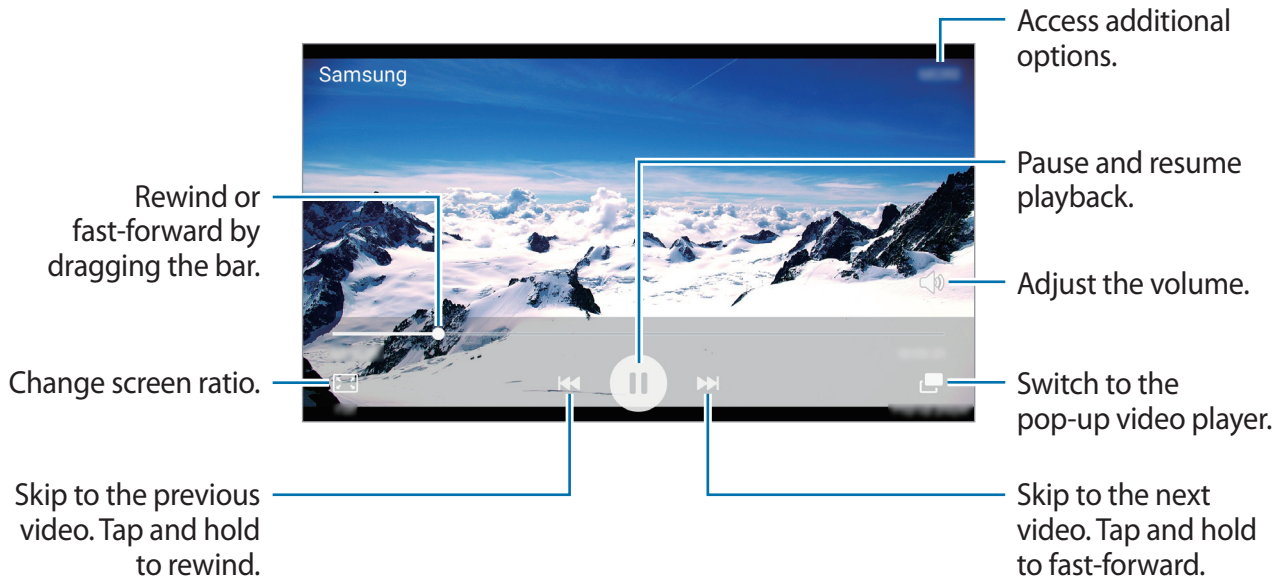 Access additional
options.
Samsung
Pause and resume
playback.
Rewind or
fast-forward by
dragging the bar.
Adjust the volume.
Change screen ratio.
Switch to the
pop-up video player.
Skip to the previous
video. Tap and hold
to rewind.
Skip to the next
video. Tap and hold
to fast-forward.